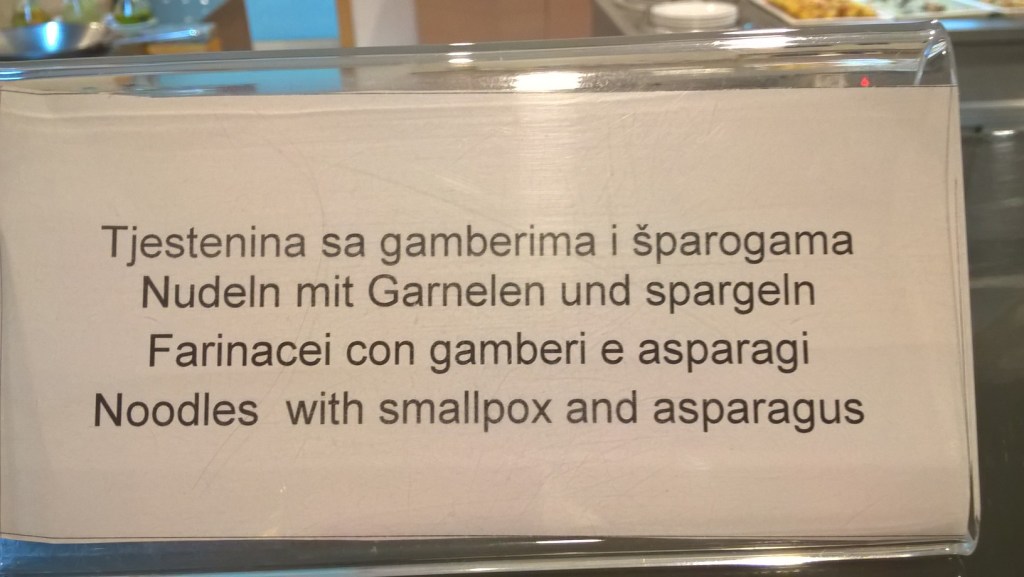 Tjestenina sa gamberima i šparogama
Nudeln mit Garnelen und spargeln
Farinacei con gamberi e asparagi
Noodles  with smallpox and asparagus